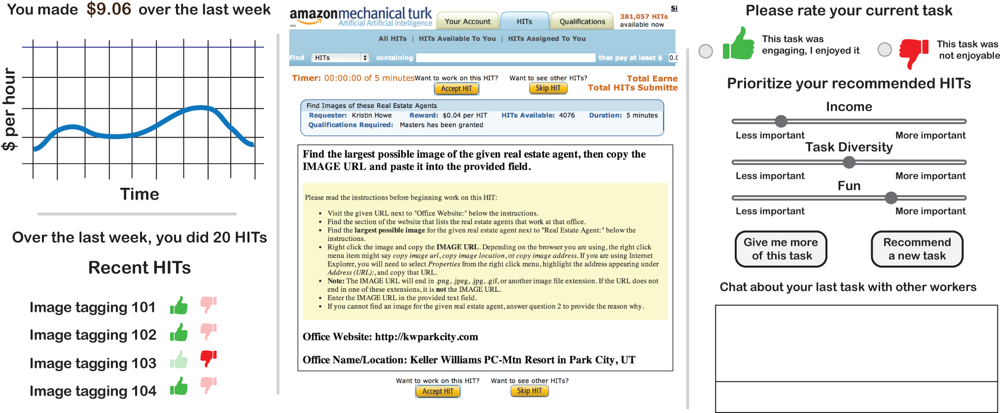 You made $9.06 over the last week
$ per hour
Time
Over the last week, you did 20 HITs
Recent HITs
Image tagging 101
Image tagging 102
Image tagging 103
Image tagging 104
amazonmechanical turk
beta
Artificial Artificial Intelligence
Your Account
HITs
Qualifications
381,057 HITs
available now
Si
All HITs | HITs Available To You | HITs Assigned To You
Find HITs containing that pay at least $ 0.0
Timer: 00:00:00 of 5 minutes
Want to work on this HIT?
Accept HIT
Want to see other HITs?
Skip HIT
Total Earne
Total HITs Submitte
Find Images of these Real Estate Agents
Requester: Kristin Howe Reward: $0.04 per HIT HITs Available: 4076 Duration: 5 minutes
Qualifications Required: Masters has been granted
Find the largest possible image of the given real estate agent, then copy the
IMAGE URL and paste it into the provided field.
Please read the instructions before beginning work on this HIT:
• Visit the given URL next to "Office Website:" below the instructions.
• Find the section of the website that lists the real estate agents that work at that office.
• Find the largest possible image for the given real estate agent next to "Real Estate Agent:" below the
instructions.
• Right click the image and copy the IMAGE URL. Depending on the browser you are using, the right click
menu item might say copy image url, copy image location, or copy image address. If you are using Internet
Explorer, you will need to select Properties from the right click menu, highlight the address appearing under
Address (URL):, and copy that URL.
• Note: The IMAGE URL will end in .png, .jpeg, .jpg, .gif, or another image file extension. If the URL does not
end in one of these extensions, it is not the IMAGE URL.
• Enter the IMAGE URL in the provided text field.
• If you cannot find an image for the given real estate agent, answer question 2 to provide the reason why.
Office Website: http://kwparkcity.com
Office Name/Location: Keller Williams PC-Mtn Resort in Park City, UT
Want to work on this HIT?
Accept HIT
Want to see other HITs?
Skip HIT
Please rate your current task
This task was
engaging, I enjoyed it
This task was
not enjoyable
Prioritize your recommended HITs
Income
Less important More important
Task Diversity
Less important More important
Fun
Less important More important
Give me more
of this task
Recommend
a new task
Chat about your last task with other workers